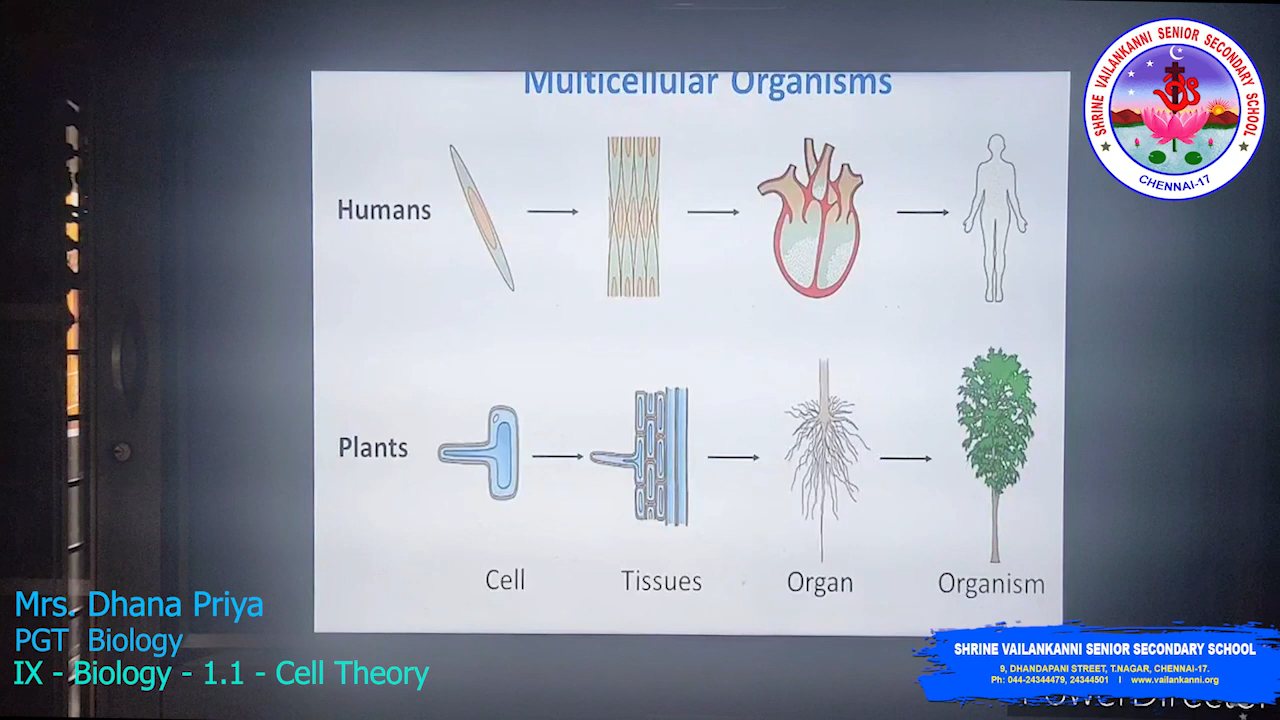 Multicellular Organisms
SHRINE VAILANKANNI SENIOR SECONDARY SCHOOL
CHENNAI-17
Humans
Plants
Cell
Tissues
Organ
Organism
Mrs. Dhana Priya
PGT Biology
IX - Biology - 1.1 - Cell Theory
SHRINE VAILANKANNI SENIOR SECONDARY SCHOOL
9, DHANDAPANI STREET, T.NAGAR, CHENNAI-17.
Ph: 044-24344479, 24344501 I www.vailankanni.org
PowerDirector